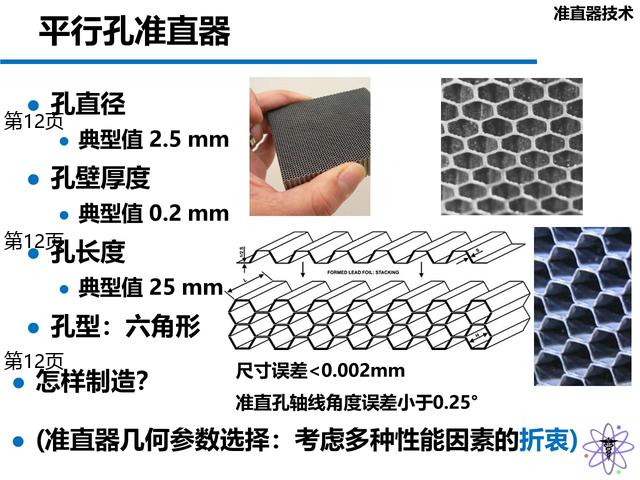 准直器技术
平行孔准直器
孔直径
第12页
典型值 2.5 mm
孔壁厚度
典型值 0.2 mm
第12页
孔长度
典型值 25 mm
孔型：六角形
第12页
怎样制造？
FORMED LEAD FOIL: STACKING
尺寸误差<0.002mm
准直孔轴线角度误差小于0.25°
(准直器几何参数选择：考虑多种性能因素的折衷)